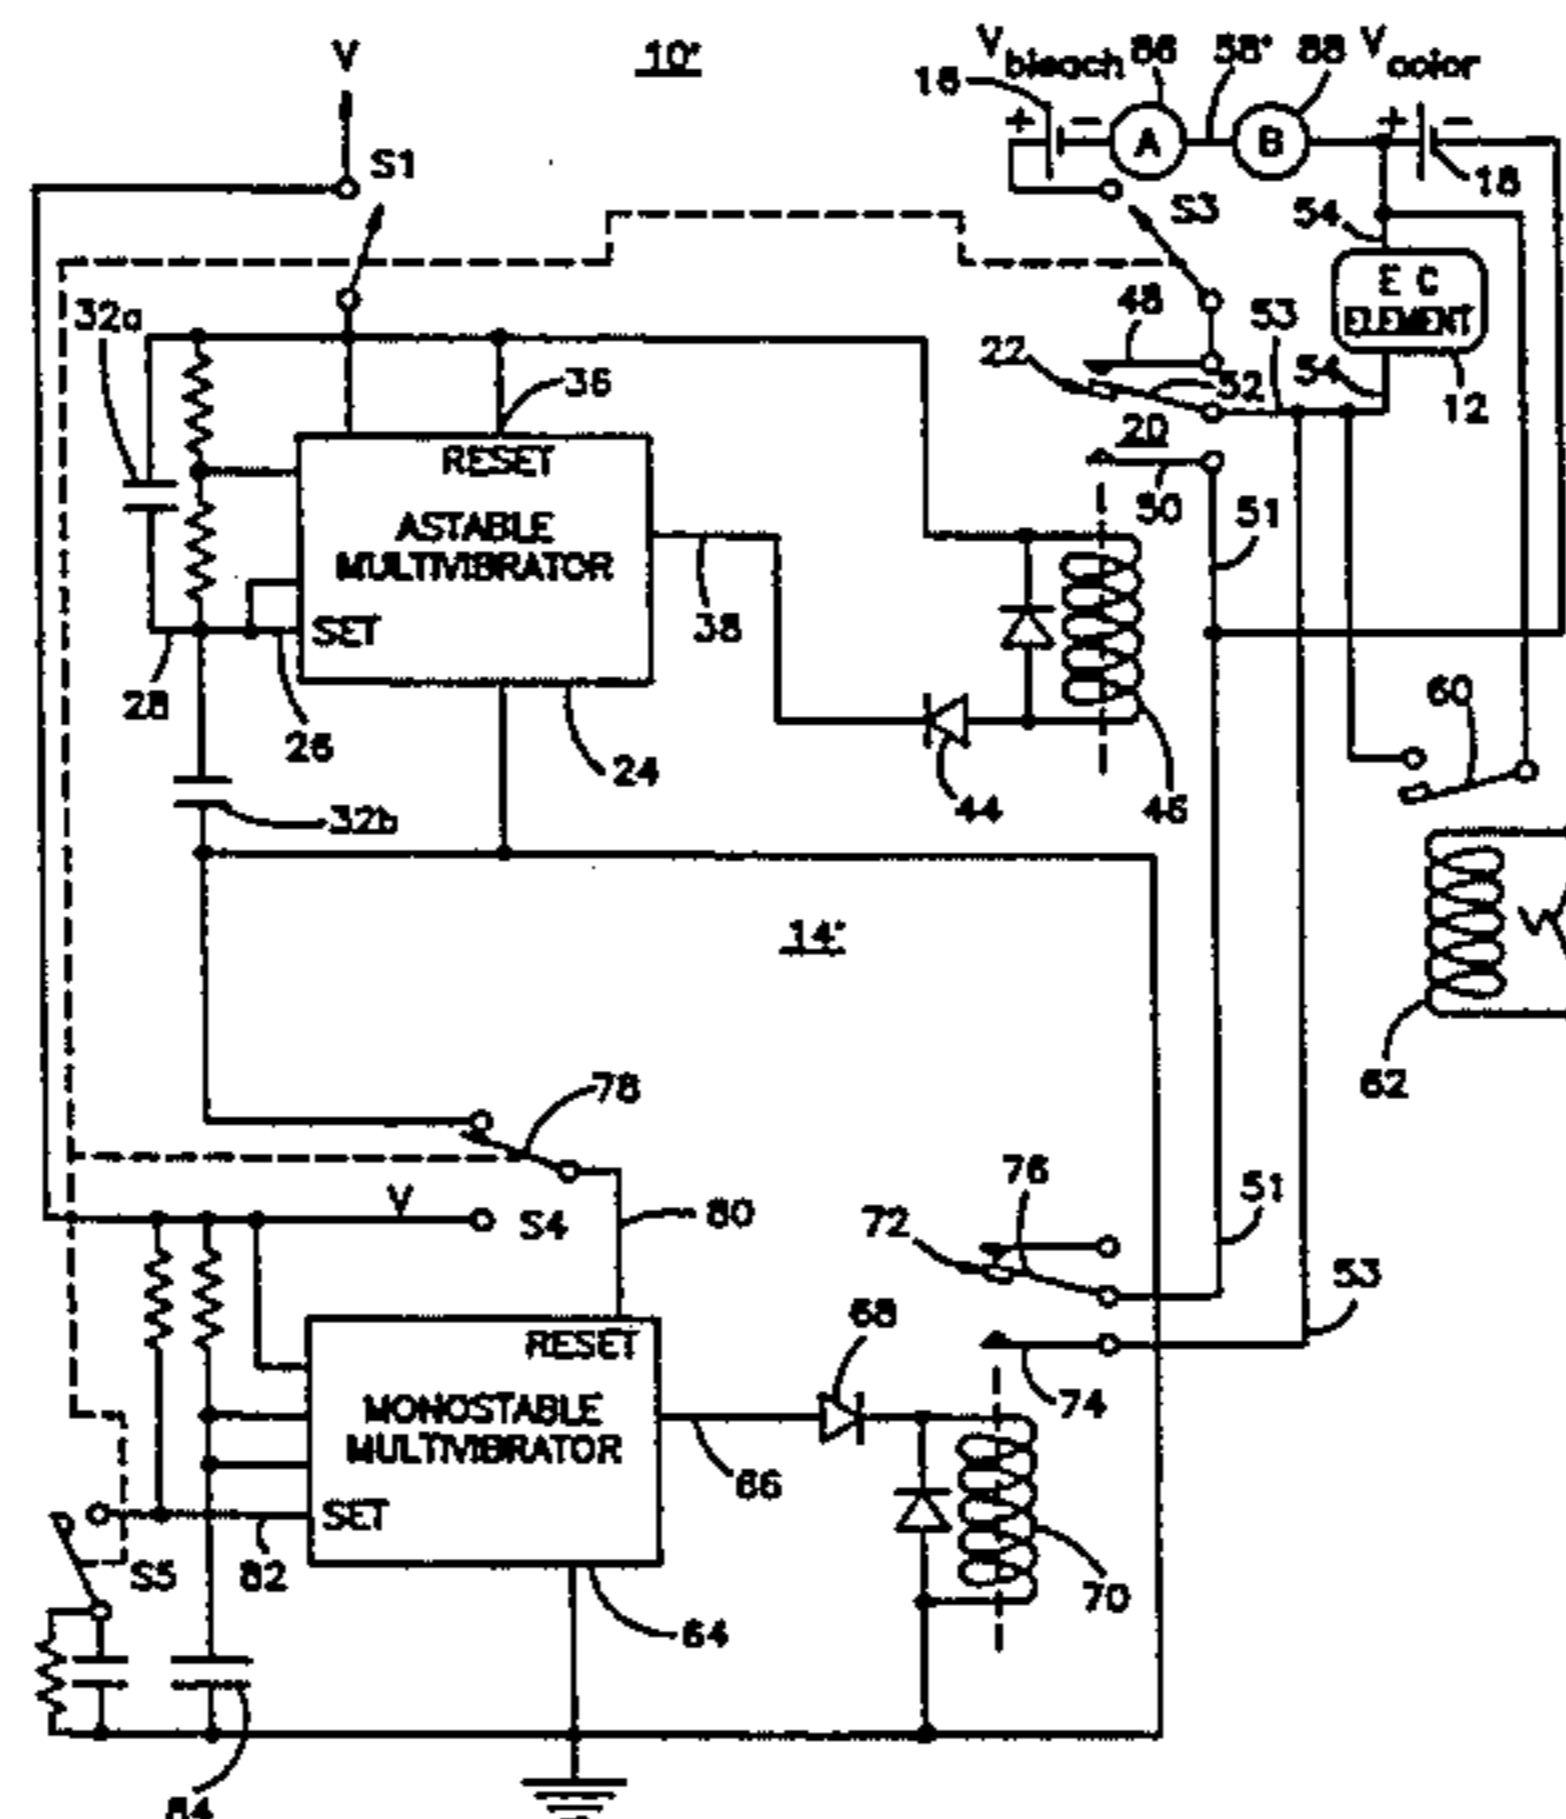 V
10'
V bleach
86
58'
88
V color
16
+
−
A
B
+
−
S1
S3
18
54
E C
ELEMENT
32a
48
53
22
52
54
12
36
20
RESET
50
51
ASTABLE
MULTIVIBRATOR
38
SET
28
26
24
44
46
60
32b
14'
62
78
76
51
V
S4
80
72
53
68
RESET
74
MONOSTABLE
MULTIVIBRATOR
66
SET
S5
82
70
64
84